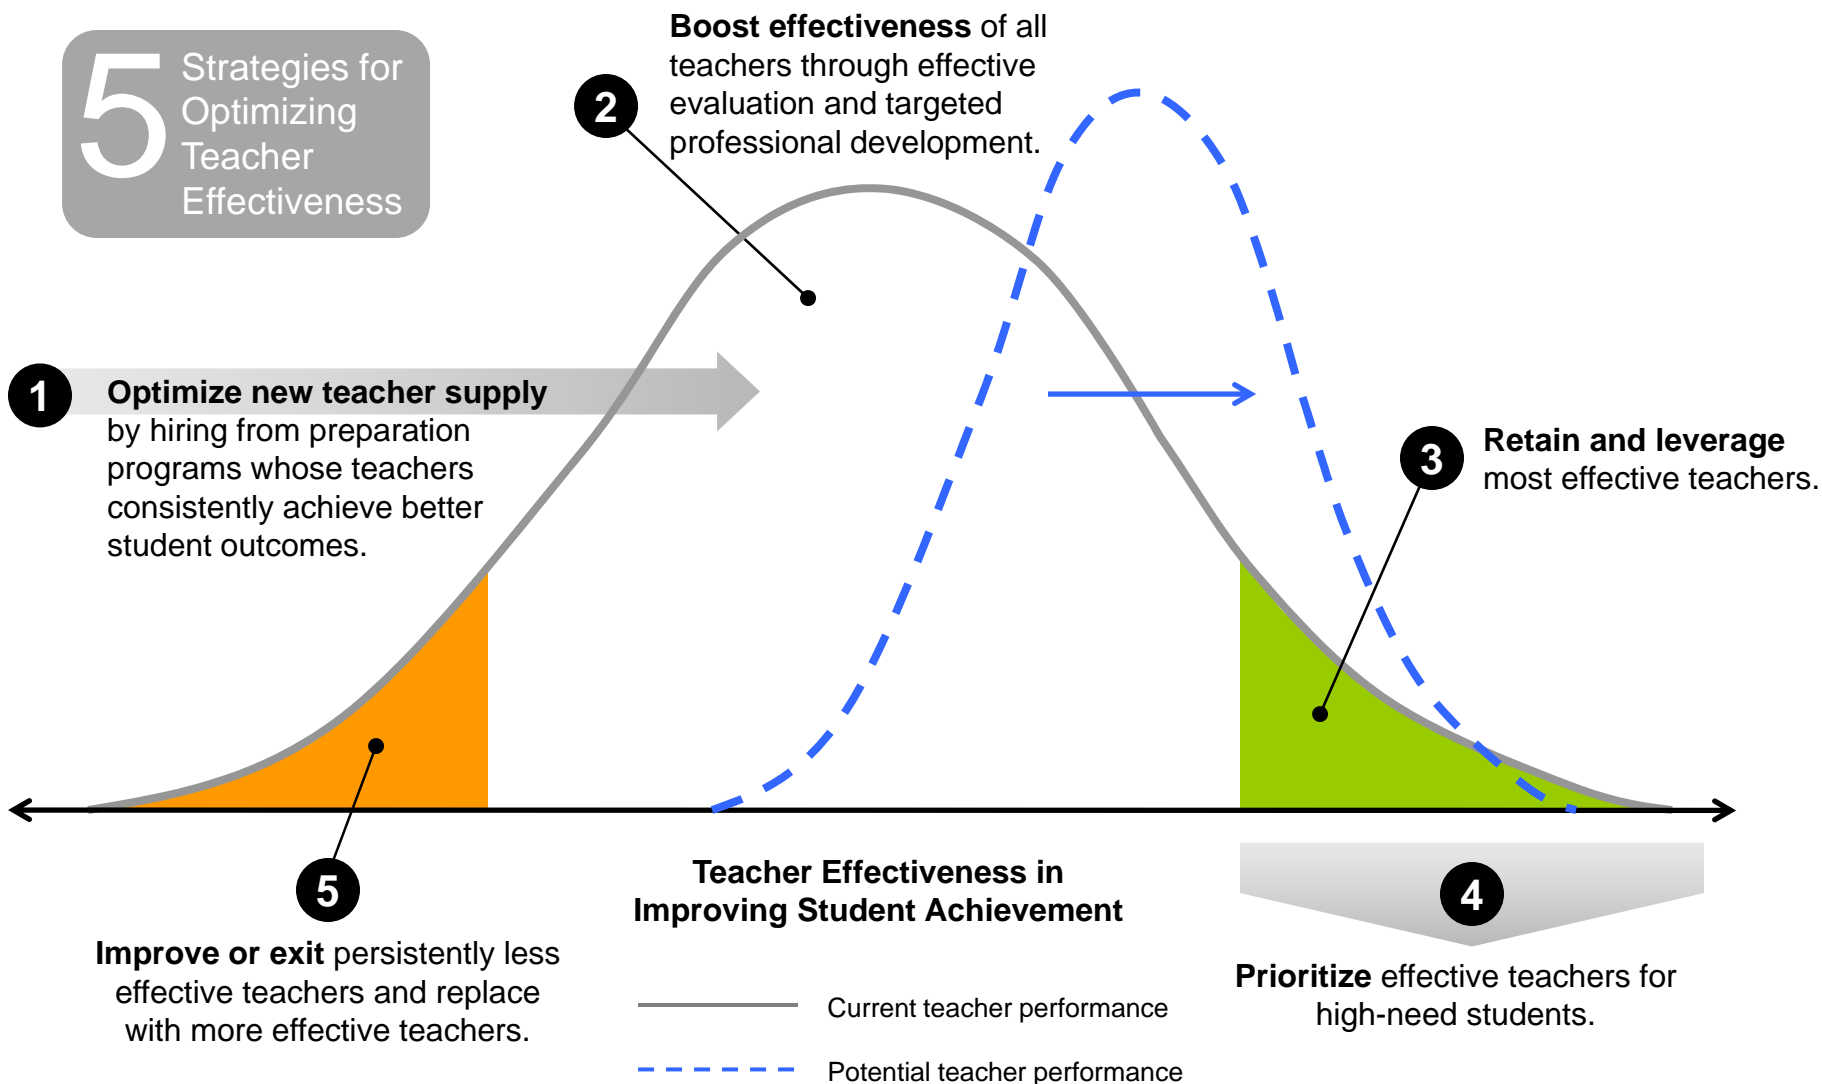 5
Strategies for
Optimizing
Teacher
Effectiveness
2
Boost effectiveness of all
teachers through effective
evaluation and targeted
professional development.
1
Optimize new teacher supply
by hiring from preparation
programs whose teachers
consistently achieve better
student outcomes.
3
Retain and leverage
most effective teachers.
5
Improve or exit persistently less
effective teachers and replace
with more effective teachers.
Teacher Effectiveness in
Improving Student Achievement
Current teacher performance
Potential teacher performance
4
Prioritize effective teachers for
high-need students.